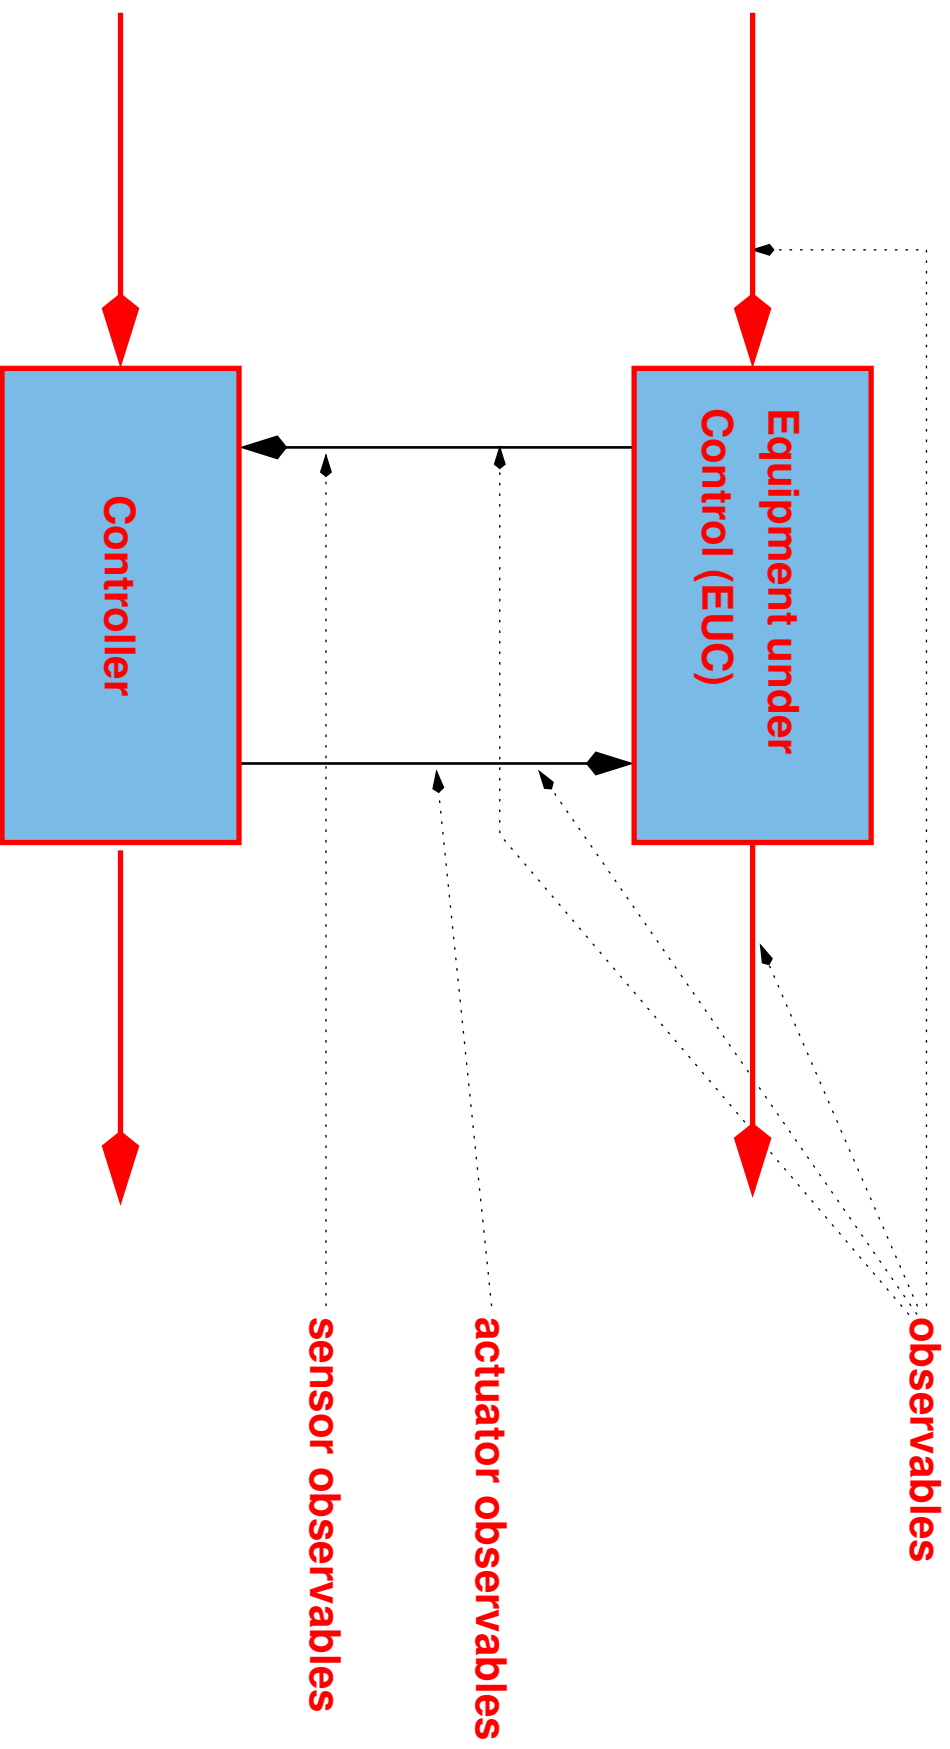 observables
Equipment under
Control (EUC)
actuator observables
sensor observables
Controller